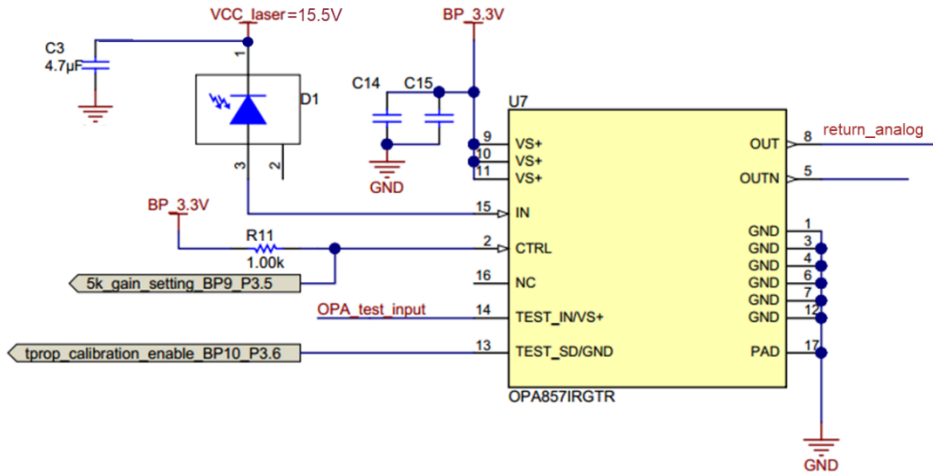 VCC_laser=15.5V
BP_3.3V
C3
4.7µF
1
D1
3
2
C14
C15
GND
U7
9
VS+
10
VS+
11
VS+
OUT
8
return_analog
OUTN
5
15
IN
BP_3.3V
R11
1.00k
2
CTRL
5k_gain_setting_BP9_P3.5
16
NC
OPA_test_input
14
TEST_IN/VS+
tprop_calibration_enable_BP10_P3.6
13
TEST_SD/GND
GND
1
GND
3
GND
4
GND
6
GND
7
GND
12
PAD
17
OPA857IRGTR
GND